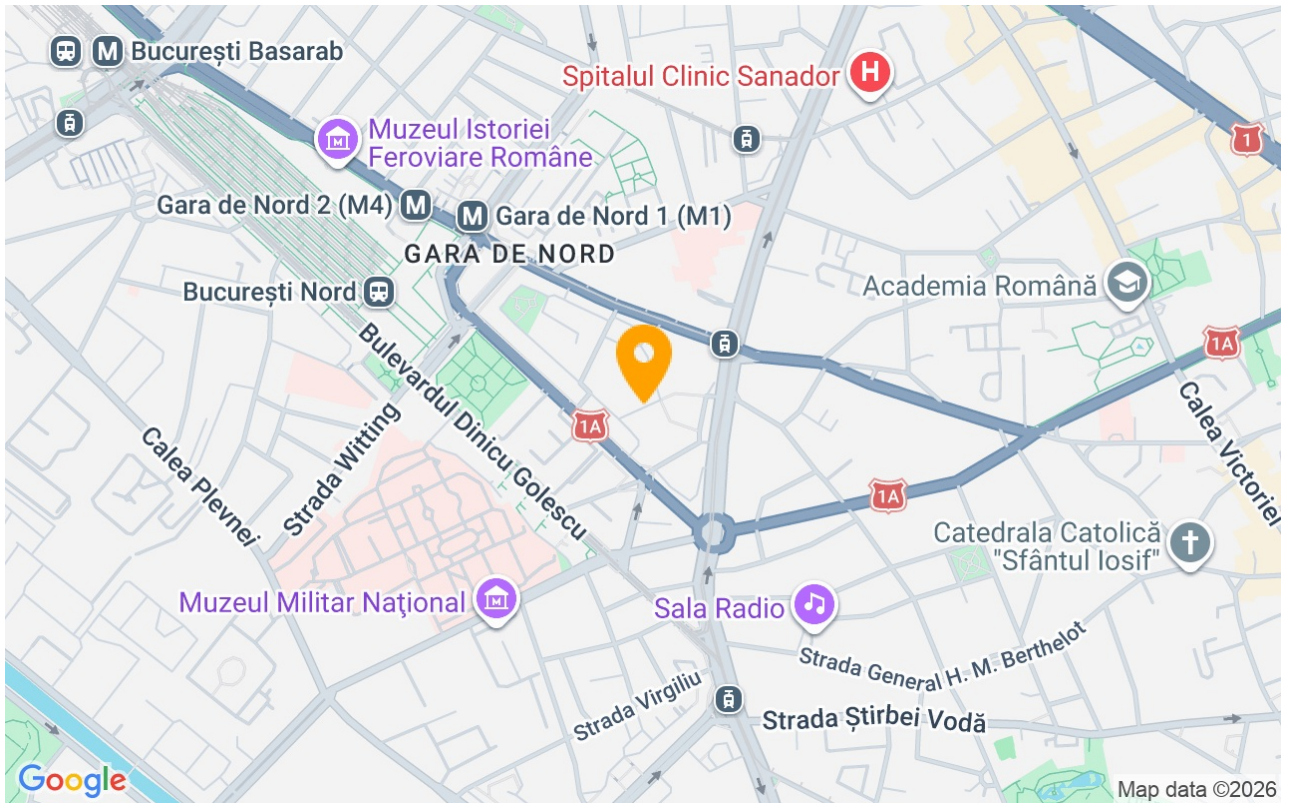 București Basarab
Spitalul Clinic Sanador
H
Muzeul Istoriei
Feroviare Române
1
Gara de Nord 2 (M4)
M
M
M
Gara de Nord 1 (M1)
GARA DE NORD
București Nord
Academia Română
1A
Bulevardul Dinicu Golescu
1A
Calea Victoriei
Strada Witting
Calea Plevnei
1A
Catedrala Catolică
"Sfântul Iosif"
Muzeul Militar Național
Sala Radio
Strada General H. M. Berthelot
Strada Virgiliu
Strada Știrbei Vodă
Google
Map data ©2026